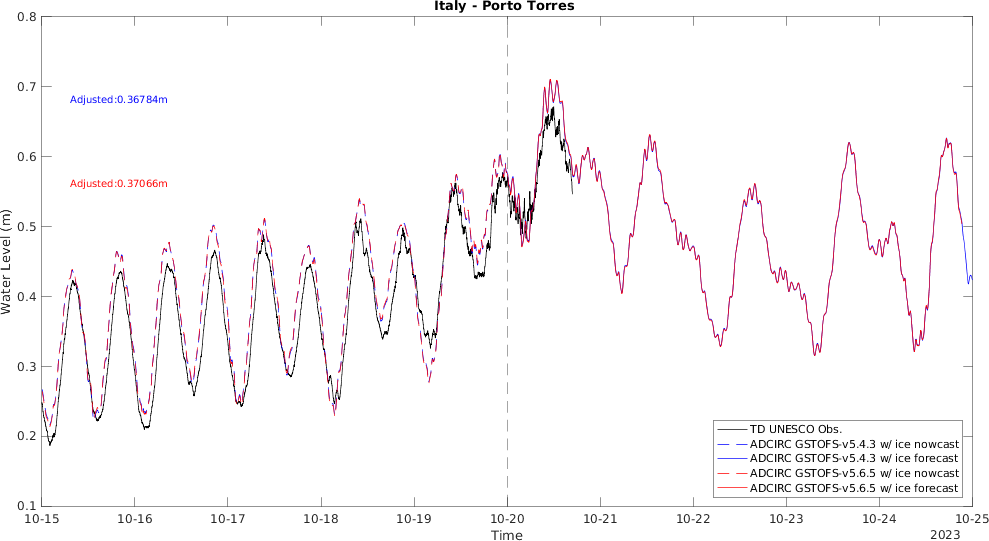 Italy - Porto Torres
0.8
0.7
0.6
0.5
0.4
0.3
0.2
0.1
Water Level (m)
Adjusted:0.36784m
Adjusted:0.37066m
TD UNESCO Obs.
ADCIRC GSTOFS-v5.4.3 w/ ice nowcast
ADCIRC GSTOFS-v5.4.3 w/ ice forecast
ADCIRC GSTOFS-v5.6.5 w/ ice nowcast
ADCIRC GSTOFS-v5.6.5 w/ ice forecast
10-15 10-16 10-17 10-18 10-19 10-20 10-21 10-22 10-23 10-24 10-25
Time
2023